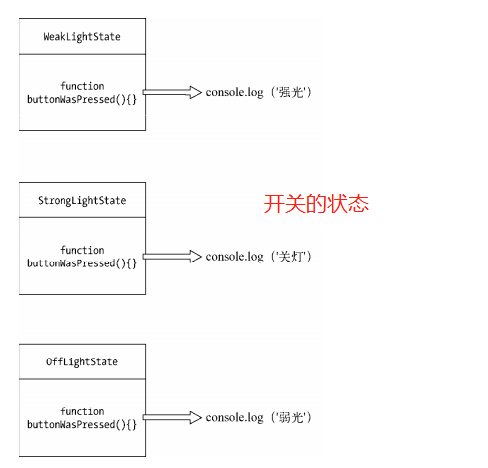 WeakLightState
function
buttonWasPressed(){}
console.log（'强光'）
StrongLightState
开关的状态
function
buttonWasPressed(){}
console.log（'关灯'）
OffLightState
function
buttonWasPressed(){}
console.log（'弱光'）